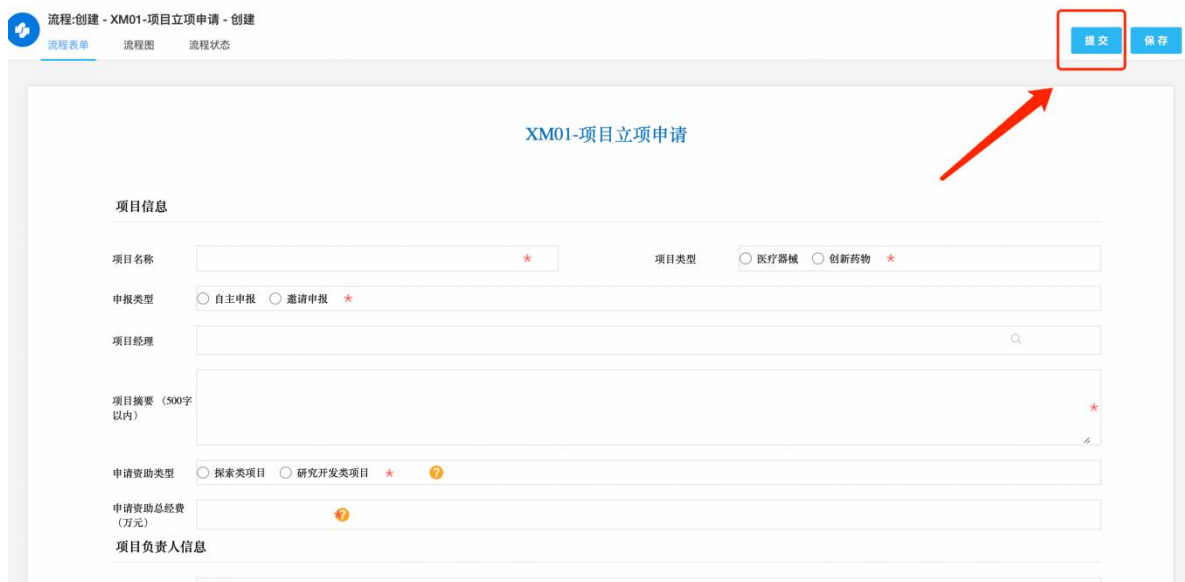 流程:创建 - XM01-项目立项申请 - 创建
流程表单 流程图 流程状态
提交 保存
XM01-项目立项申请
项目信息
项目名称 * 项目类型 医疗器械 创新药物 *
申报类型 自主申报 邀请申报 *
项目经理
项目摘要 （500字
以内） *
申请资助类型 探索类项目 研究开发类项目 * ?
申请资助总经费
（万元） * ?
项目负责人信息